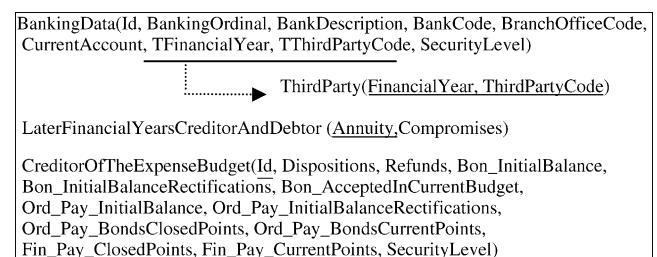 BankingData(Id, BankingOrdinal, BankDescription, BankCode, BranchOfficeCode,
CurrentAccount, TFinancialYear, TThirdPartyCode, SecurityLevel)
ThirdParty(FinancialYear, ThirdPartyCode)
LaterFinancialYearsCreditorAndDebtor (Annuity,Compromises)
CreditorOfTheExpenseBudget(Id, Dispositions, Refunds, Bon_InitialBalance,
Bon_InitialBalanceRectifications, Bon_AcceptedInCurrentBudget,
Ord_Pay_InitialBalance, Ord_Pay_InitialBalanceRectifications,
Ord_Pay_BondsClosedPoints, Ord_Pay_BondsCurrentPoints,
Fin_Pay_ClosedPoints, Fin_Pay_CurrentPoints, SecurityLevel)